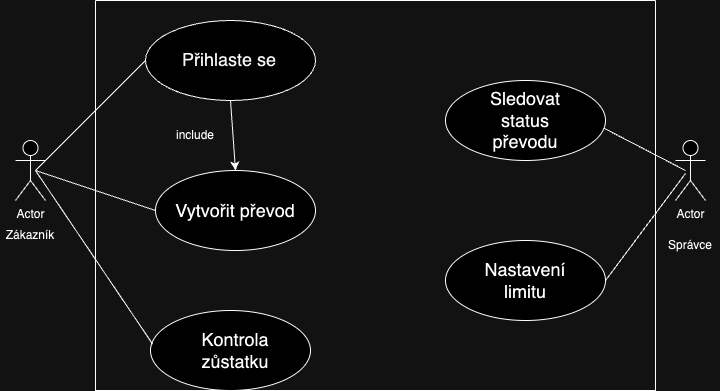 Přihlaste se
include
Vytvořit převod
Kontrola
zůstatku
Sledovat
status
převodu
Nastavení
limitu
Actor
Zákazník
Actor
Správce